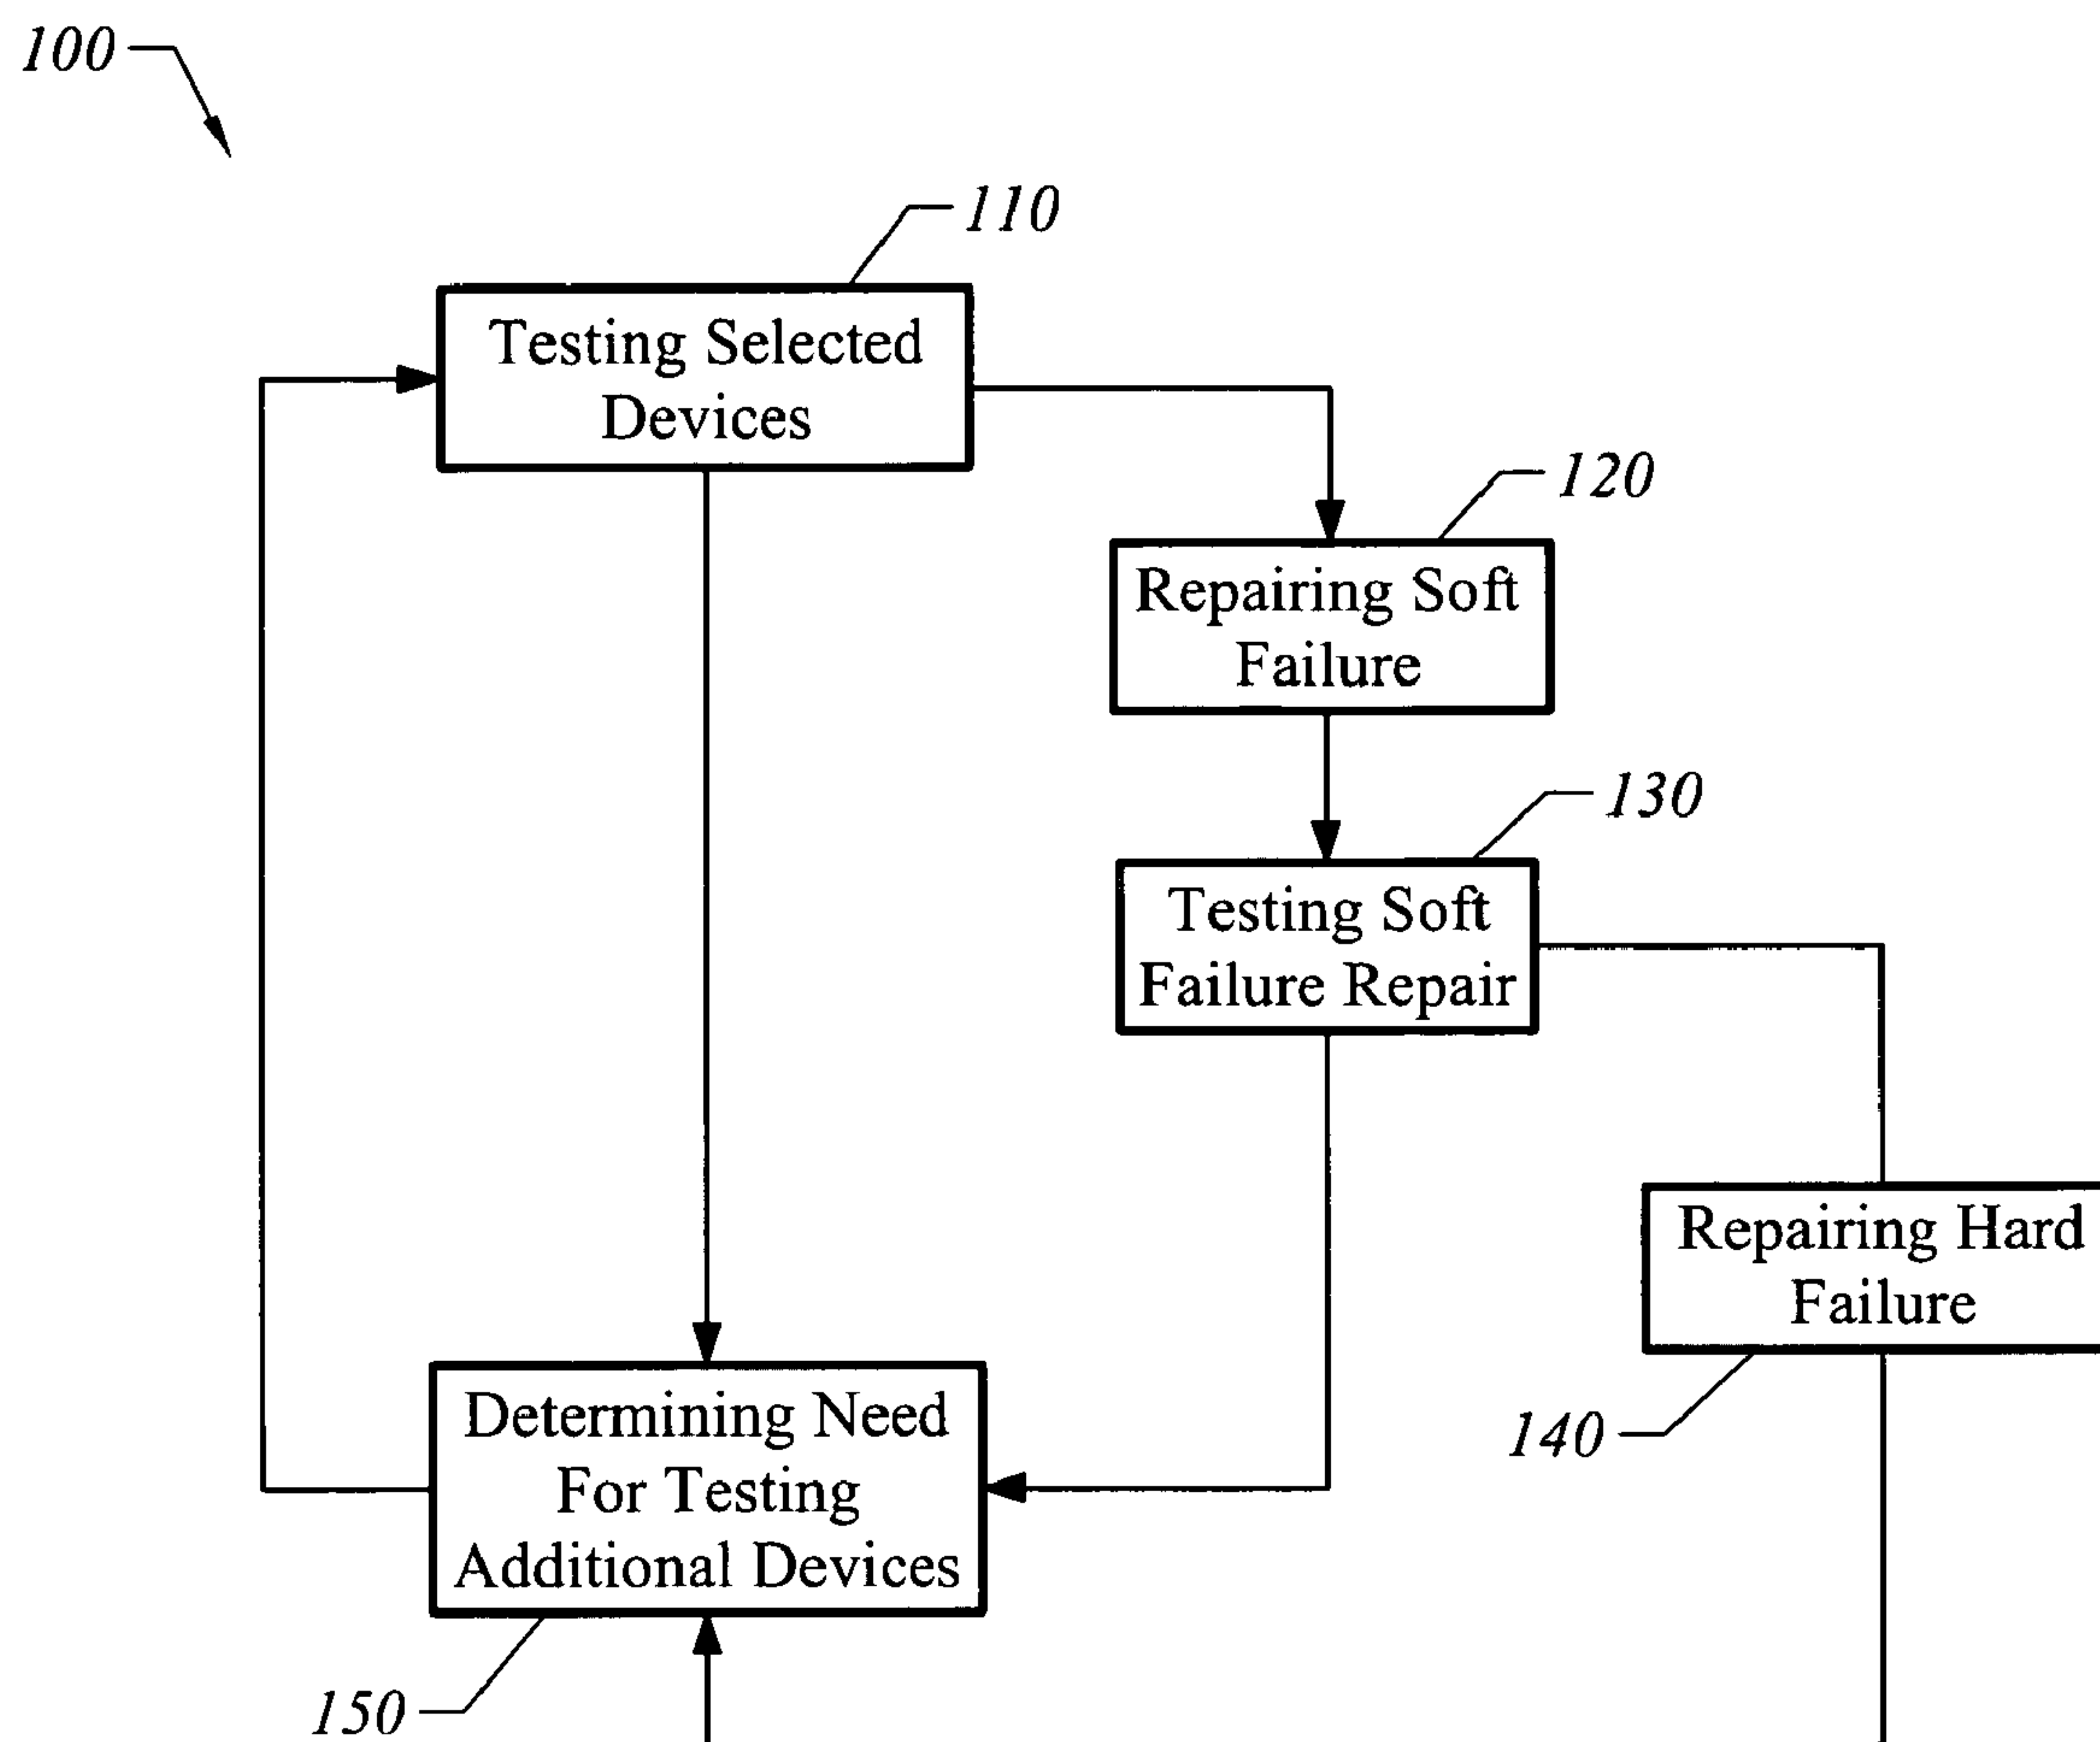 100
110
Testing Selected
Devices
120
Repairing Soft
Failure
130
Testing Soft
Failure Repair
Repairing Hard
Failure
140
Determining Need
For Testing
Additional Devices
150